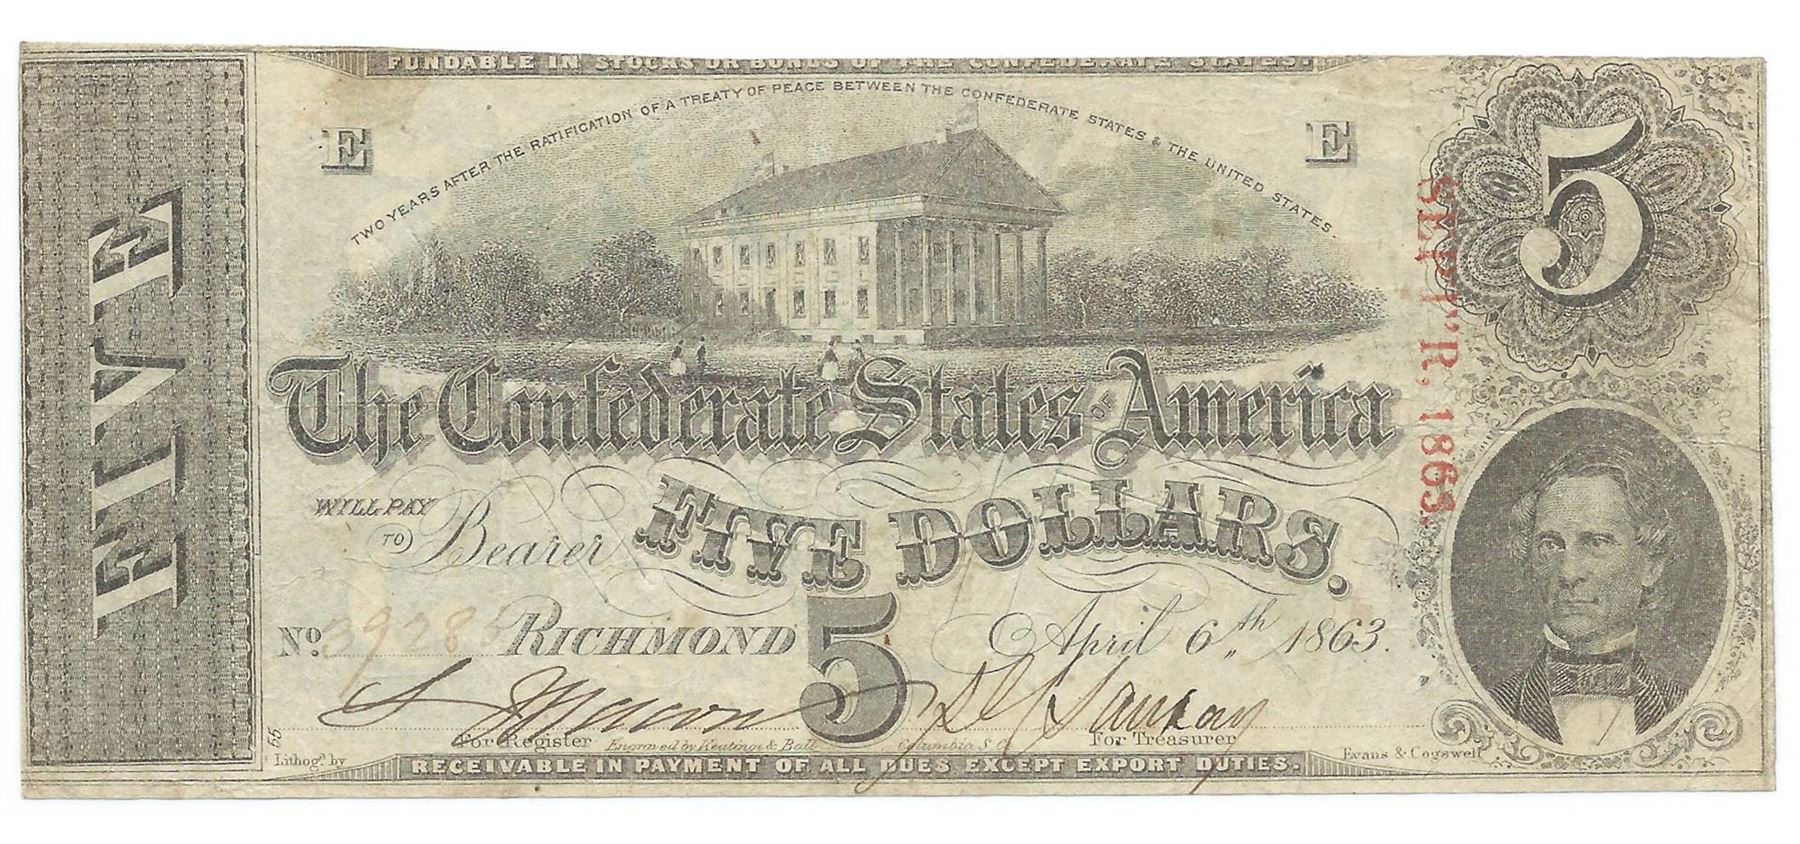 FUNDABLE IN STOCKS OR BONDS OF THE CONFEDERATE STATES.
TWO YEARS AFTER THE RATIFICATION OF A TREATY OF PEACE BETWEEN THE CONFEDERATE STATES & THE UNITED STATES.
E
E
5
FIVE
SEPT'R, 1863.
The Confederate States OF America
WILL PAY
TO Bearer
FIVE DOLLARS.
No. 39283 RICHMOND 5 April 6th 1863.
For Register
Engraved by Keatinge & Ball Columbia S.C.
For Treasurer
55
Lithog'd by
Evans & Cogswell
RECEIVABLE IN PAYMENT OF ALL DUES EXCEPT EXPORT DUTIES.